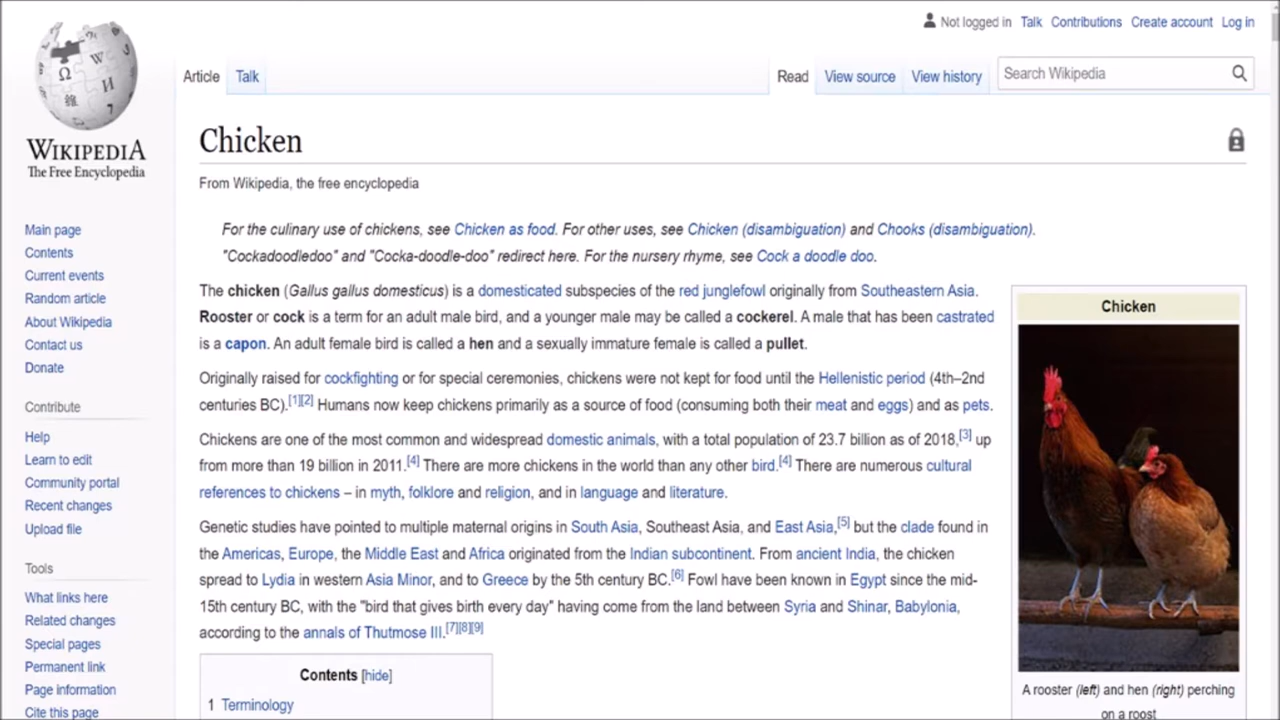 Not logged in Talk Contributions Create account Log in
Article Talk Read View source View history Search Wikipedia
WIKIPEDIA
The Free Encyclopedia
Main page
Contents
Current events
Random article
About Wikipedia
Contact us
Donate
Contribute
Help
Learn to edit
Community portal
Recent changes
Upload file
Tools
What links here
Related changes
Special pages
Permanent link
Page information
Cite this page
Chicken
From Wikipedia, the free encyclopedia
For the culinary use of chickens, see Chicken as food. For other uses, see Chicken (disambiguation) and Chooks (disambiguation).
"Cockadoodledoo" and "Cocka-doodle-doo" redirect here. For the nursery rhyme, see Cock a doodle doo.
The chicken (Gallus gallus domesticus) is a domesticated subspecies of the red junglefowl originally from Southeastern Asia.
Rooster or cock is a term for an adult male bird, and a younger male may be called a cockerel. A male that has been castrated
is a capon. An adult female bird is called a hen and a sexually immature female is called a pullet.
Originally raised for cockfighting or for special ceremonies, chickens were not kept for food until the Hellenistic period (4th–2nd
centuries BC).[1][2] Humans now keep chickens primarily as a source of food (consuming both their meat and eggs) and as pets.
Chickens are one of the most common and widespread domestic animals, with a total population of 23.7 billion as of 2018,[3] up
from more than 19 billion in 2011.[4] There are more chickens in the world than any other bird.[4] There are numerous cultural
references to chickens – in myth, folklore and religion, and in language and literature.
Genetic studies have pointed to multiple maternal origins in South Asia, Southeast Asia, and East Asia,[5] but the clade found in
the Americas, Europe, the Middle East and Africa originated from the Indian subcontinent. From ancient India, the chicken
spread to Lydia in western Asia Minor, and to Greece by the 5th century BC.[6] Fowl have been known in Egypt since the mid-
15th century BC, with the "bird that gives birth every day" having come from the land between Syria and Shinar, Babylonia,
according to the annals of Thutmose III.[7][8][9]
Contents [hide]
1 Terminology
Chicken
A rooster (left) and hen (right) perching
on a roost